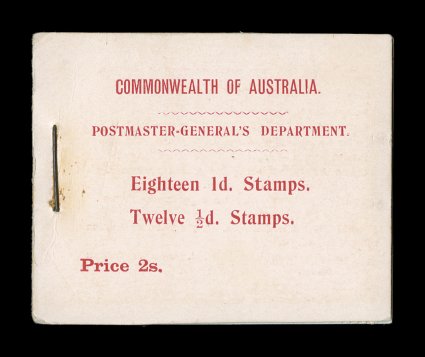 COMMONWEALTH OF AUSTRALIA.
POSTMASTER-GENERAL'S DEPARTMENT.
Eighteen 1d. Stamps.
Twelve ½d. Stamps.
Price 2s.